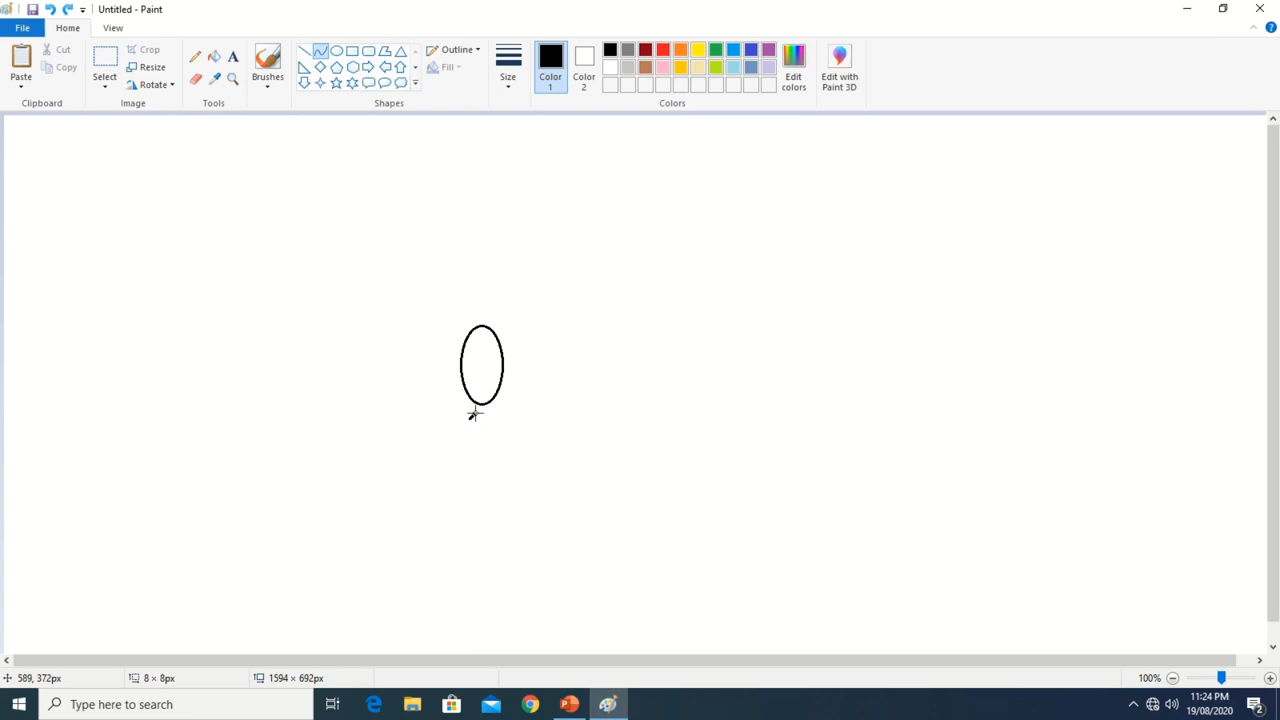 Untitled - Paint
File Home View
Paste
Cut
Copy
Clipboard
Select
Crop
Resize
Rotate
Image
Tools
Brushes
Outline
Fill
Shapes
Size
Color 1
Color 2
Edit colors
Edit with Paint 3D
Colors
589, 372px
8 × 8px
1594 × 692px
100%
Type here to search
11:24 PM
19/08/2020
2